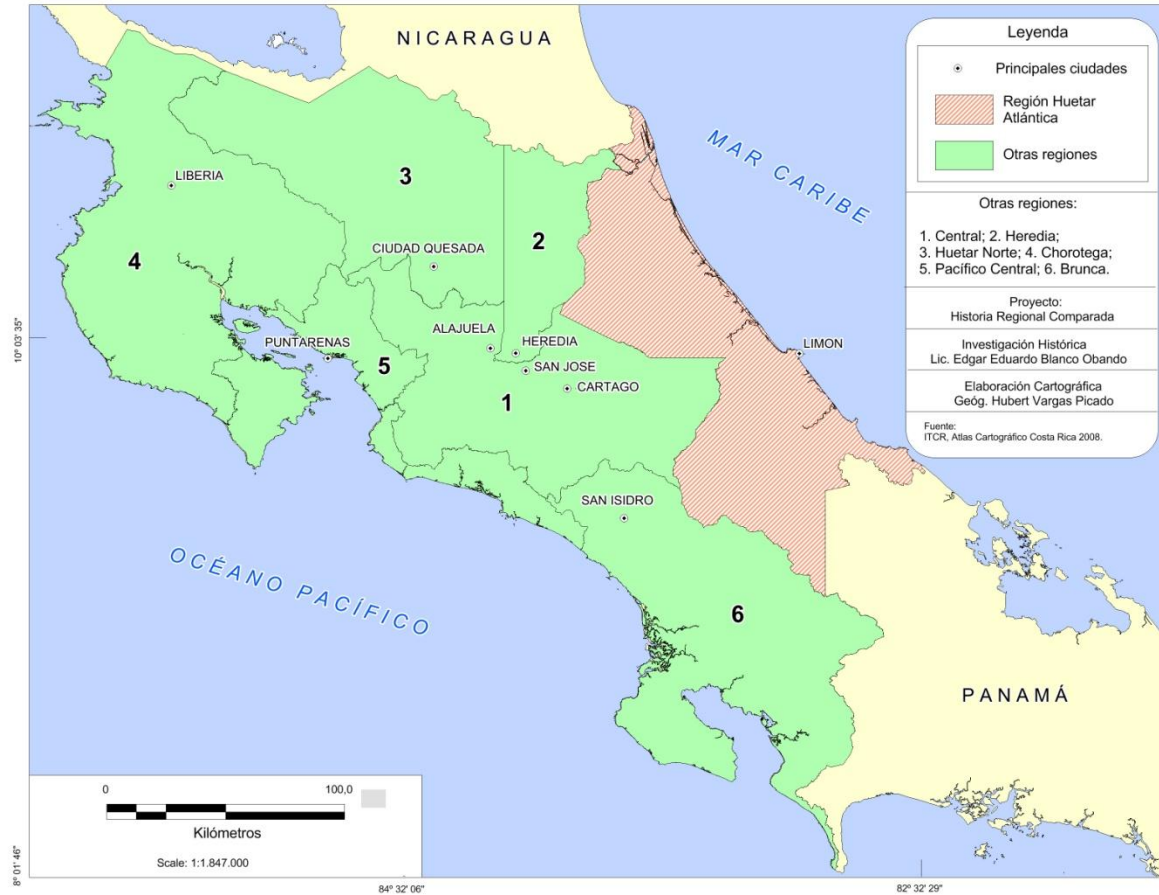 NICARAGUA
MAR CARIBE
LIBERIA
3
2
4
CIUDAD QUESADA
ALAJUELA
HEREDIA
PUNTARENAS
5
SAN JOSE
CARTAGO
1
LIMON
SAN ISIDRO
OCÉANO PACÍFICO
6
PANAMÁ
Leyenda
Principales ciudades
Región Huetar
Atlántica
Otras regiones
Otras regiones:
1. Central; 2. Heredia;
3. Huetar Norte; 4. Chorotega;
5. Pacífico Central; 6. Brunca.
Proyecto:
Historia Regional Comparada
Investigación Histórica
Lic. Edgar Eduardo Blanco Obando
Elaboración Cartográfica
Geóg. Hubert Vargas Picado
Fuente:
ITCR, Atlas Cartográfico Costa Rica 2008.
0 100,0
Kilómetros
Scale: 1:1.847.000
10 03 35"
8º 01 46"
84º 32 06"
82º 32 29"